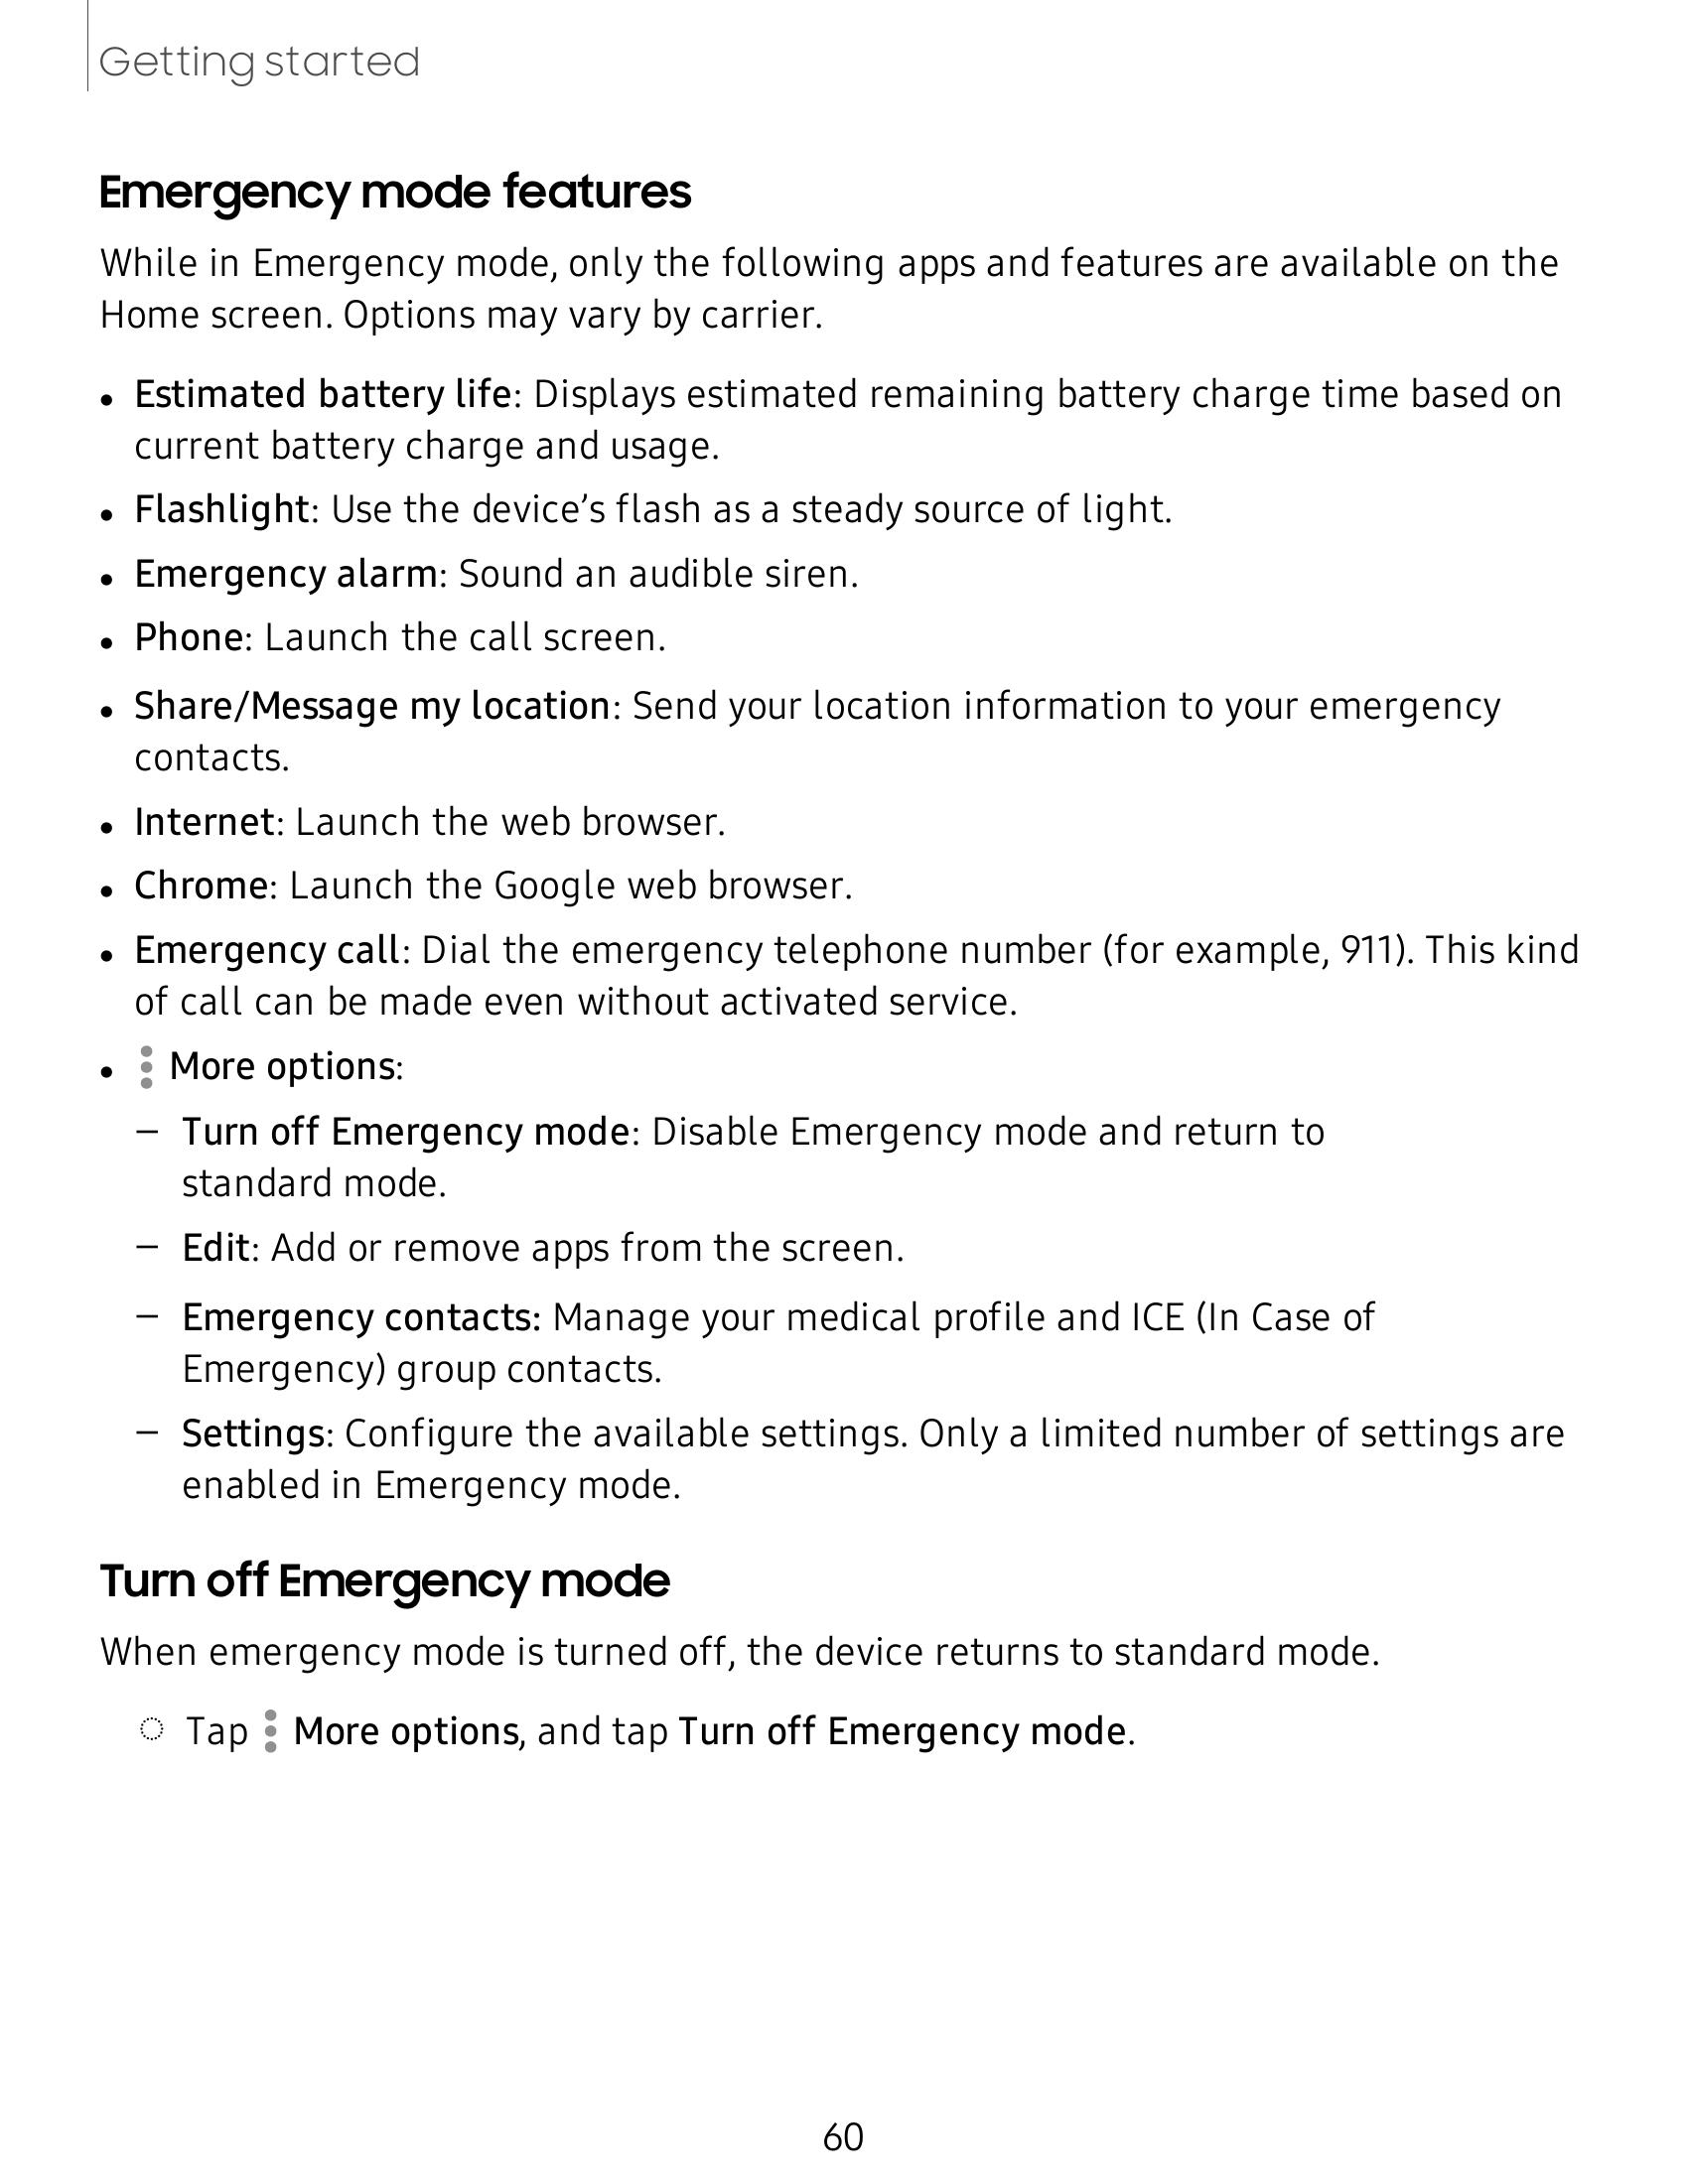 Getting started
Emergency mode features
While in Emergency mode, only the following apps and features are available on the
Home screen. Options may vary by carrier.
• Estimated battery life: Displays estimated remaining battery charge time based on
current battery charge and usage.
• Flashlight: Use the device’s flash as a steady source of light.
• Emergency alarm: Sound an audible siren.
• Phone: Launch the call screen.
• Share/Message my location: Send your location information to your emergency
contacts.
• Internet: Launch the web browser.
• Chrome: Launch the Google web browser.
• Emergency call: Dial the emergency telephone number (for example, 911). This kind
of call can be made even without activated service.
• More options:
– Turn off Emergency mode: Disable Emergency mode and return to
standard mode.
– Edit: Add or remove apps from the screen.
– Emergency contacts: Manage your medical profile and ICE (In Case of
Emergency) group contacts.
– Settings: Configure the available settings. Only a limited number of settings are
enabled in Emergency mode.
Turn off Emergency mode
When emergency mode is turned off, the device returns to standard mode.
Tap More options, and tap Turn off Emergency mode.
60